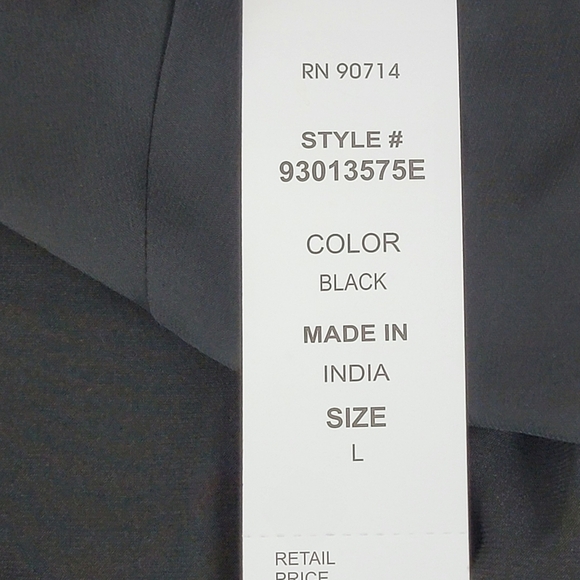 RN 90714
STYLE #
93013575E
COLOR
BLACK
MADE IN
INDIA
SIZE
L
RETAIL
PRICE